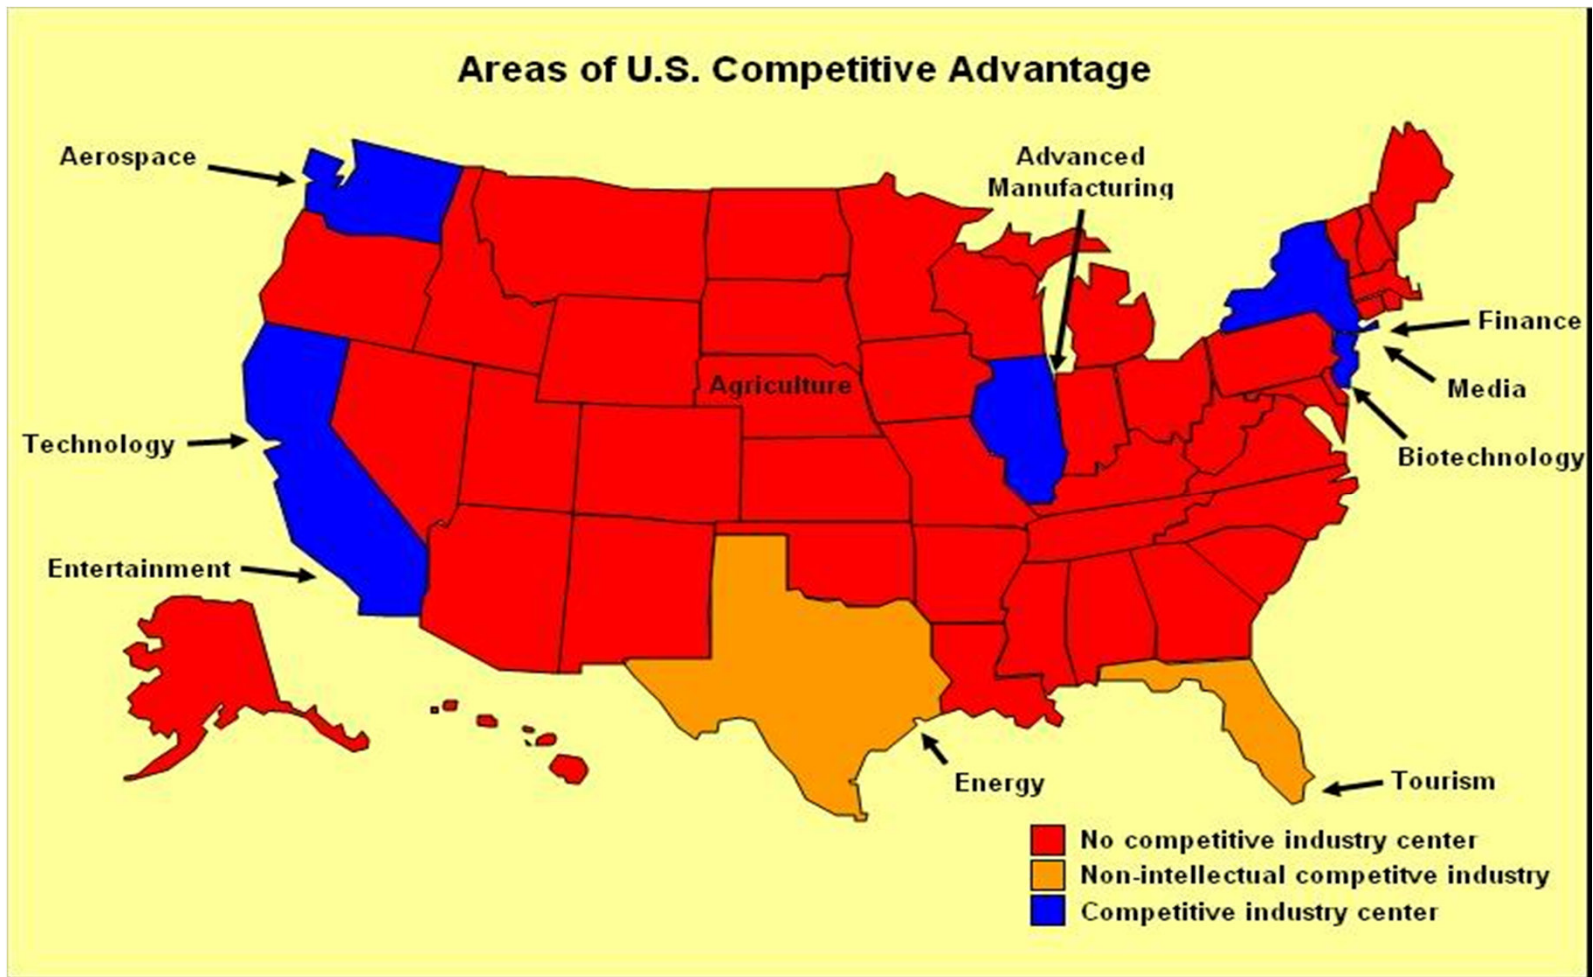 Areas of U.S. Competitive Advantage
Aerospace
Advanced
Manufacturing
Finance
Agriculture
Media
Technology
Biotechnology
Entertainment
Energy
Tourism
No competitive industry center
Non-intellectual competitve industry
Competitive industry center